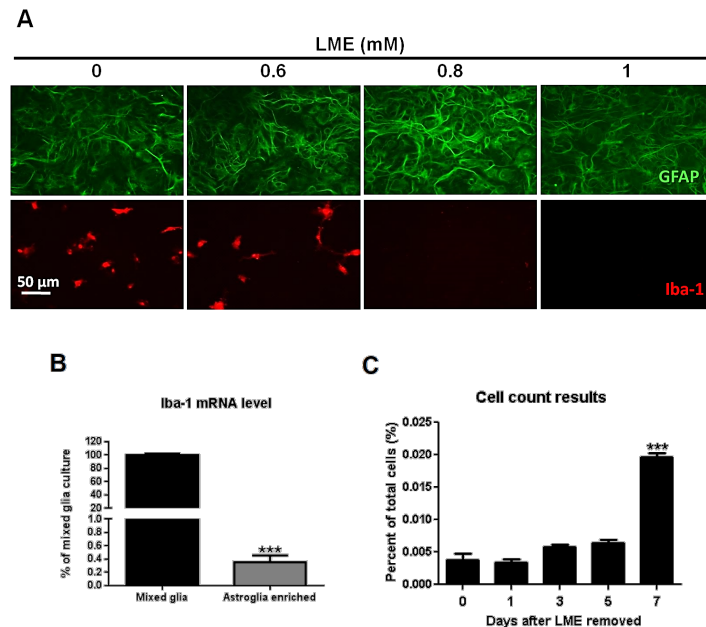 A
LME (mM)
0 0.6 0.8 1
GFAP
50 µm
Iba-1
B
Iba-1 mRNA level
% of mixed glia culture
120
100
80
60
40
20
1.0
0.8
0.6
0.4
0.2
0.0
***
Mixed glia Astroglia enriched
C
Cell count results
Percent of total cells (%)
0.025
0.020
0.015
0.010
0.005
0.000
***
0 1 3 5 7
Days after LME removed